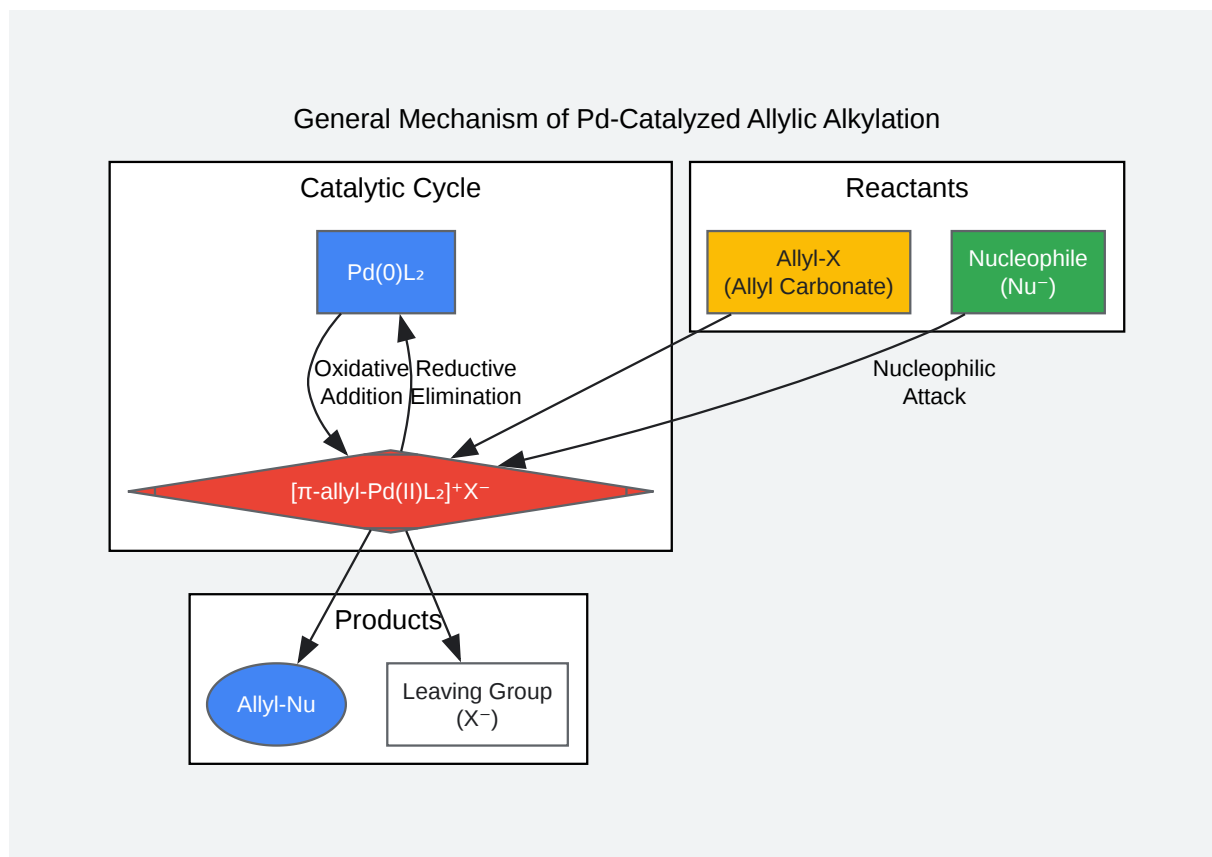 General Mechanism of Pd-Catalyzed Allylic Alkylation
Catalytic Cycle
Pd(0)L₂
Oxidative
Addition
Reductive
Elimination
[π-allyl-Pd(II)L₂]⁺X⁻
Reactants
Allyl-X
(Allyl Carbonate)
Nucleophile
(Nu⁻)
Nucleophilic
Attack
Products
Allyl-Nu
Leaving Group
(X⁻)